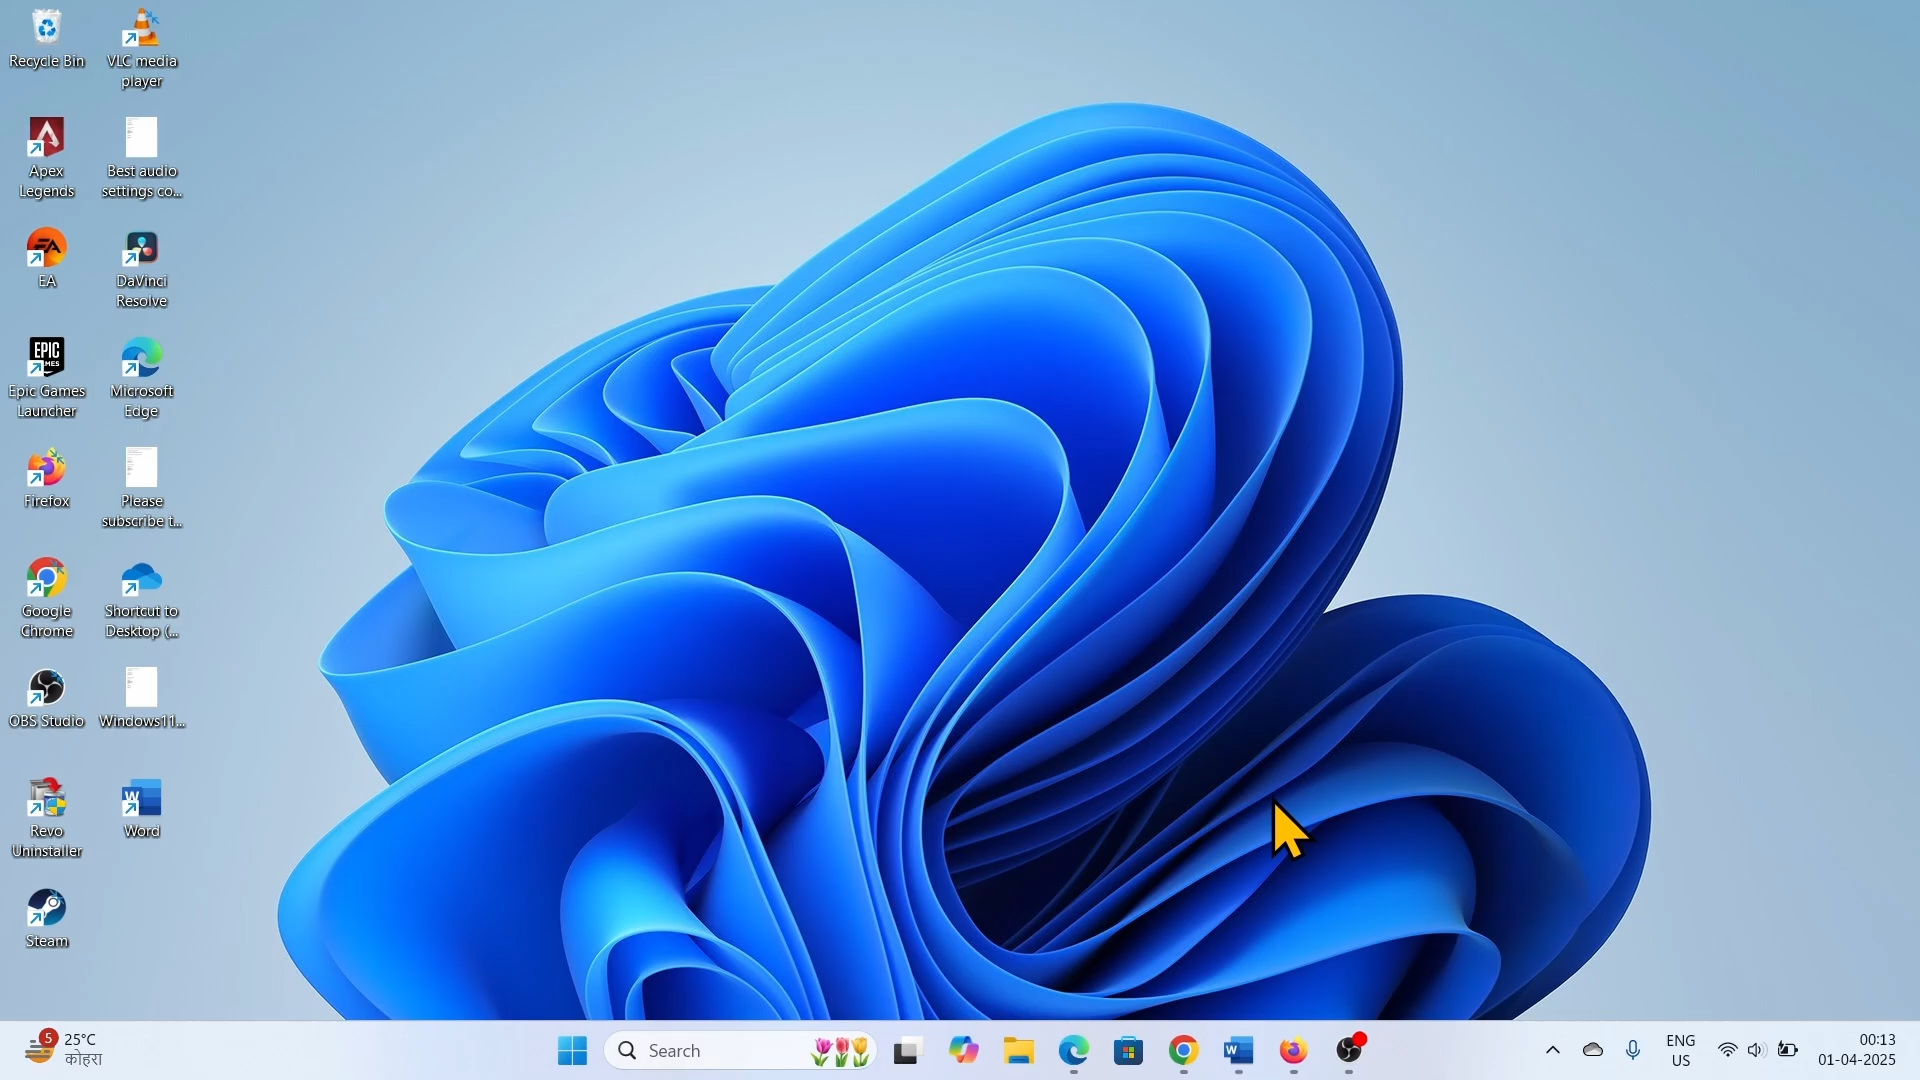 Recycle Bin
VLC media
player
Apex
Legends
Best audio
settings co...
EA
DaVinci
Resolve
EPIC
Epic Games
Launcher
Microsoft
Edge
Firefox
Please
subscribe t...
Google
Chrome
Shortcut to
Desktop (...
OBS Studio
Windows11...
Revo
Uninstaller
W
Word
Steam
5
25°C
कोहरा
Search
W
ENG
US
00:13
01-04-2025